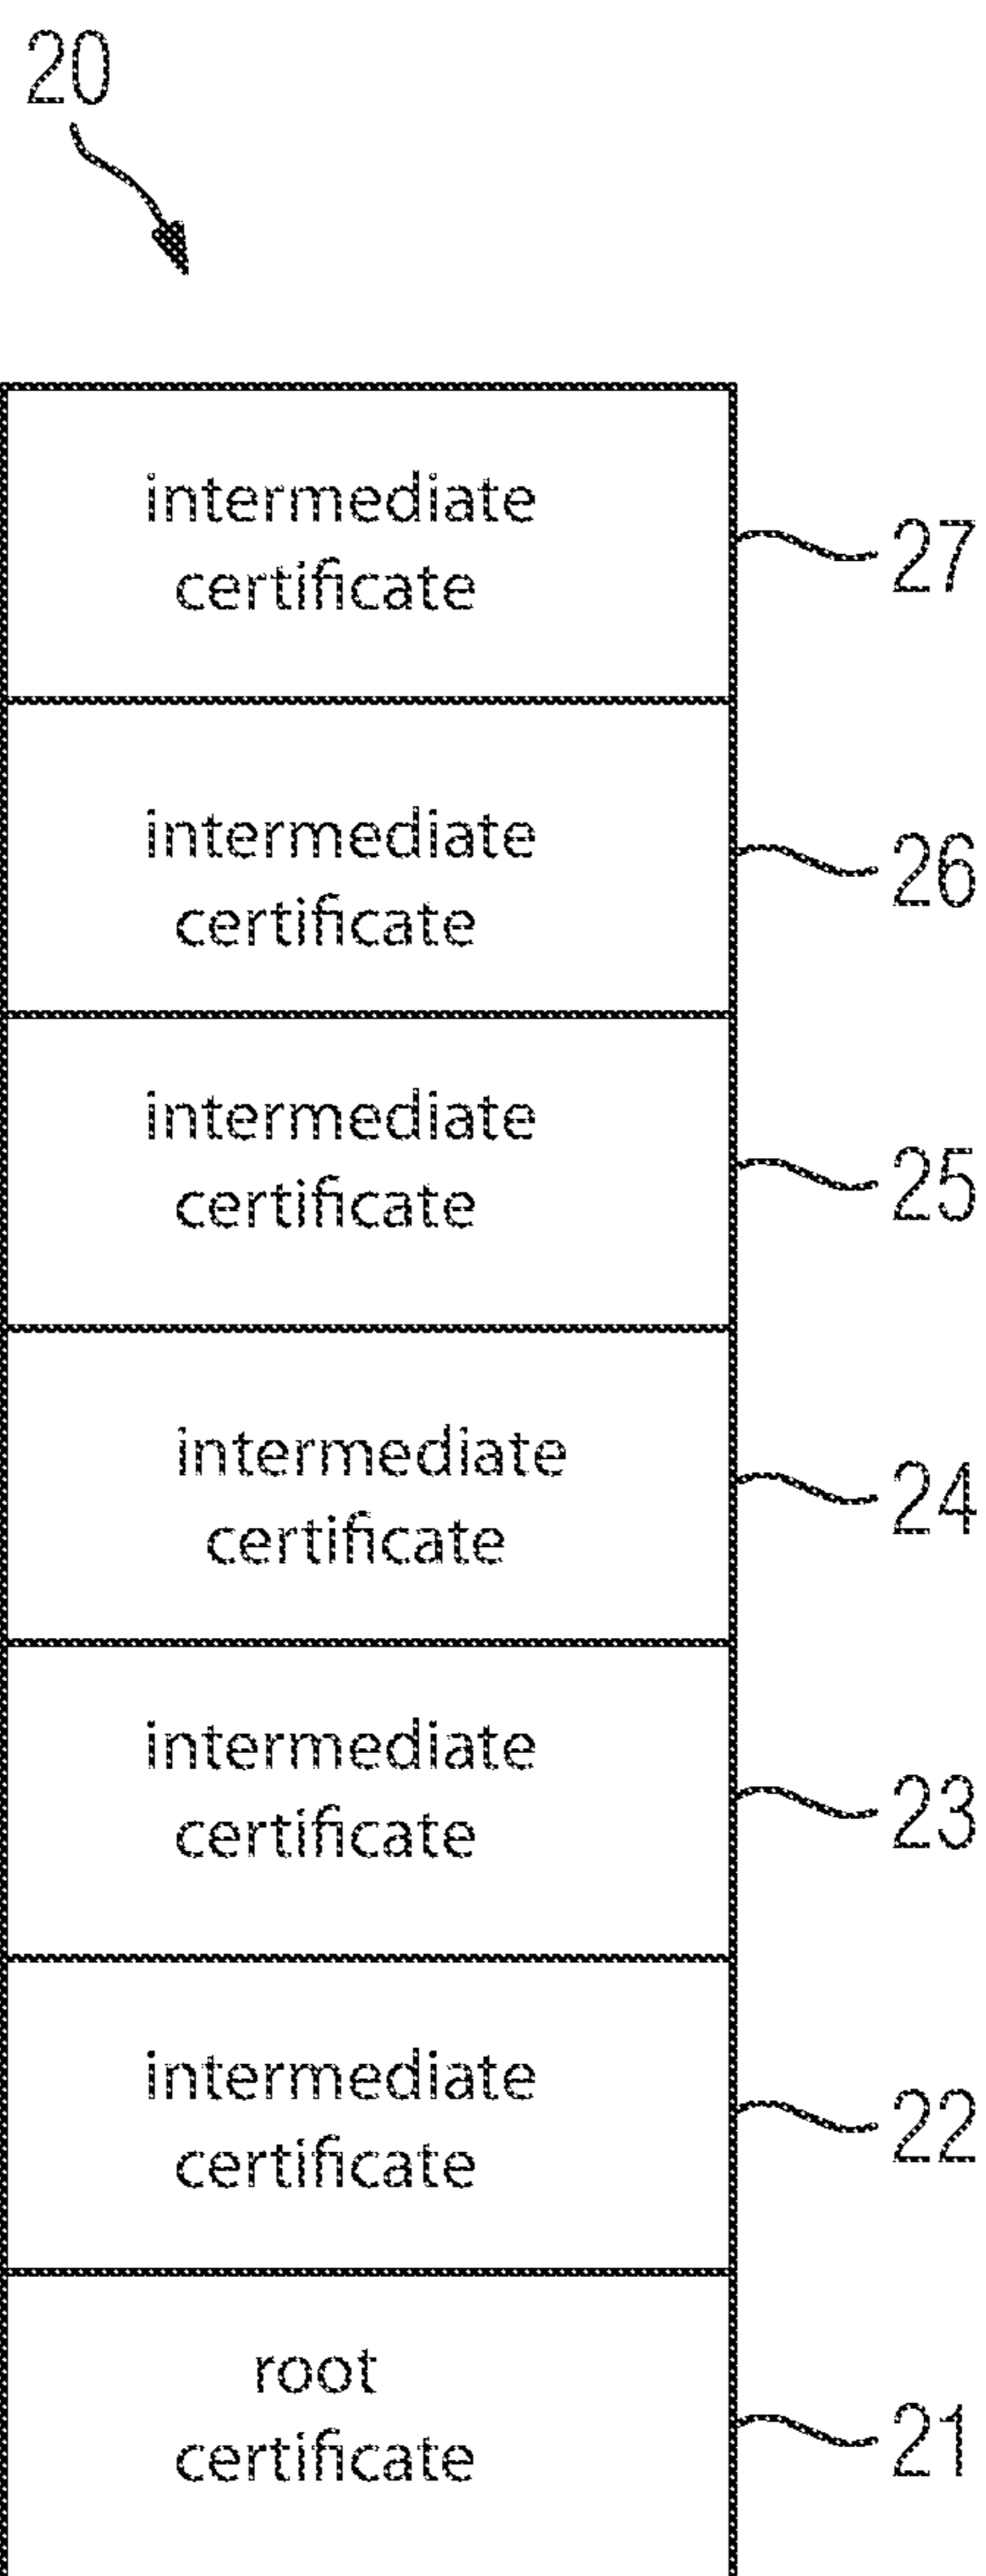 20
intermediate
certificate
27
intermediate
certificate
26
intermediate
certificate
25
intermediate
certificate
24
intermediate
certificate
23
intermediate
certificate
22
root
certificate
21